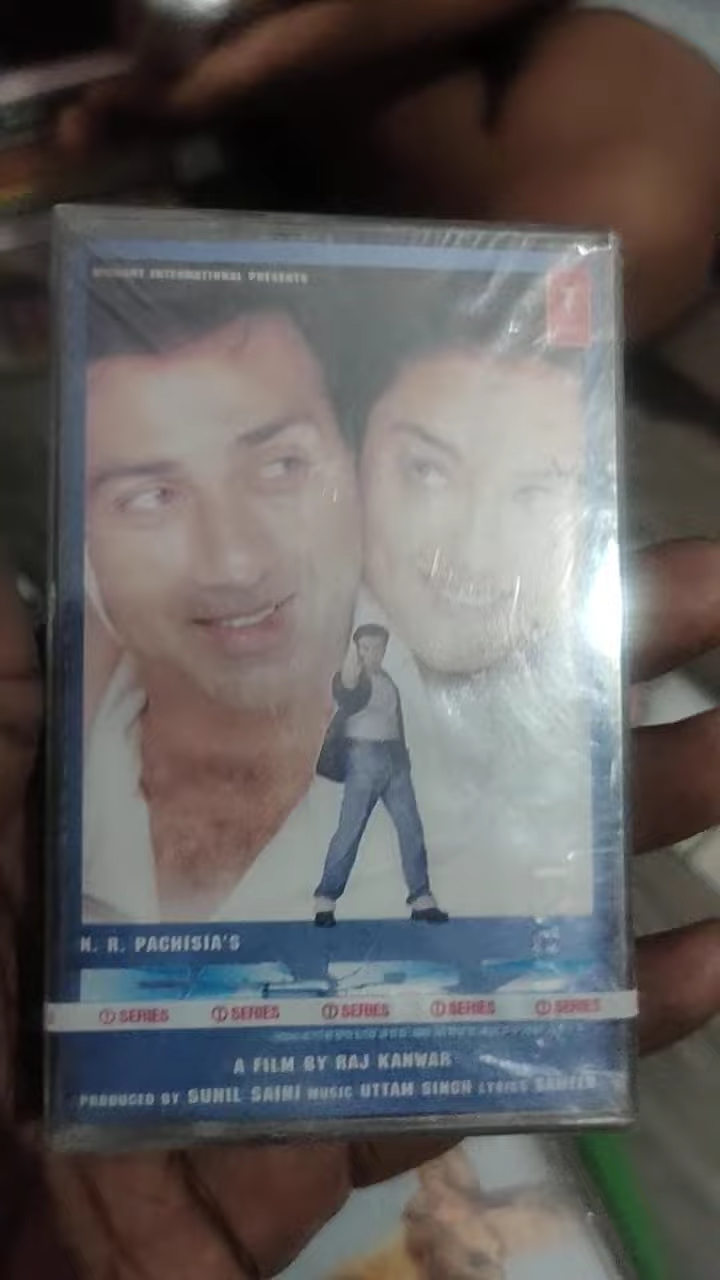 INTERNATIONAL PRESENTS
T
N. R. PACHISIA'S
T SERIES T SERIES T SERIES T SERIES T SERIES
A FILM BY RAJ KANWAR
PRODUCED BY SUNIL SAINI MUSIC UTTAM SINGH LYRICS